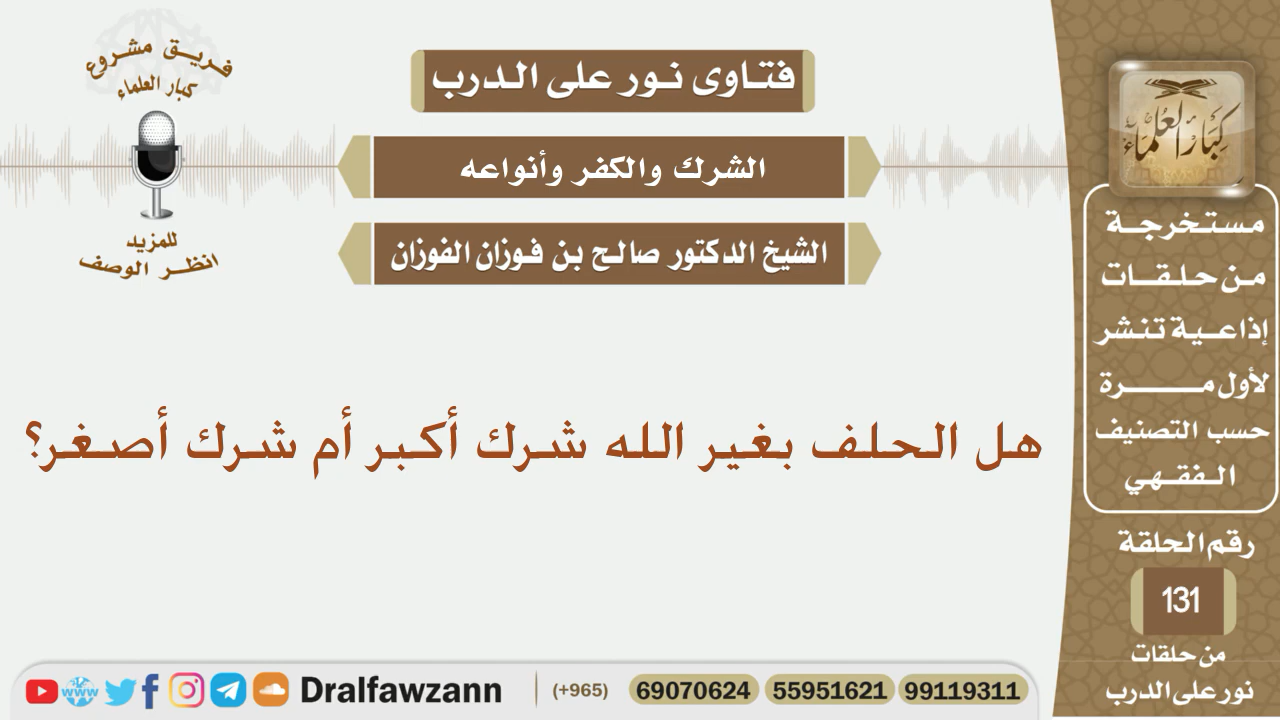 فتاوى نور على الدرب
الشرك والكفر وأنواعه
الشيخ الدكتور صالح بن فوزان الفوزان
هل الحلف بغير الله شرك أكبر أم شرك أصغر؟
فريق مشروع
كبار العلماء
للمزيد
انظر الوصف
كبار العلماء
مستخرجة
من حلقات
إذاعية تنشر
لأول مرة
حسب التصنيف
الفقهي
رقم الحلقة
131
من حلقات
نور على الدرب
www
Dralfawzann
(+965) 69070624 55951621 99119311